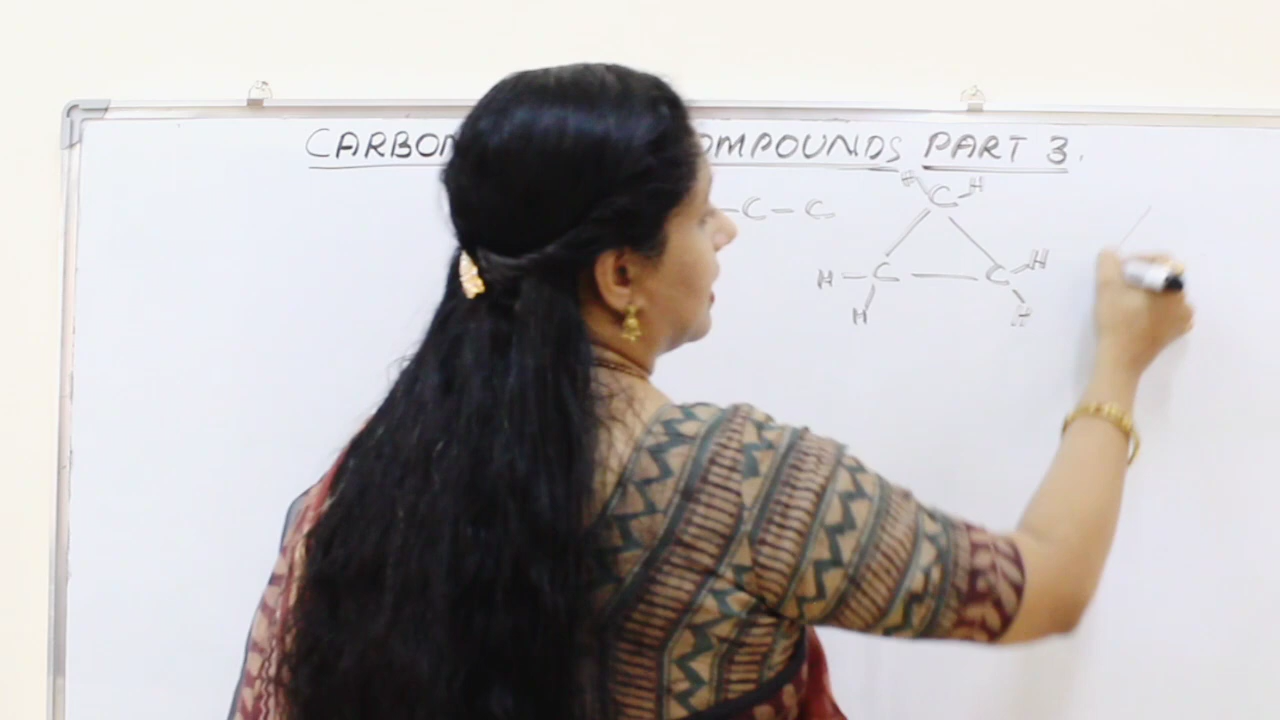 CARBON OMPOUNDS PART 3.
H H
C
-C-C
H-C C H
H H